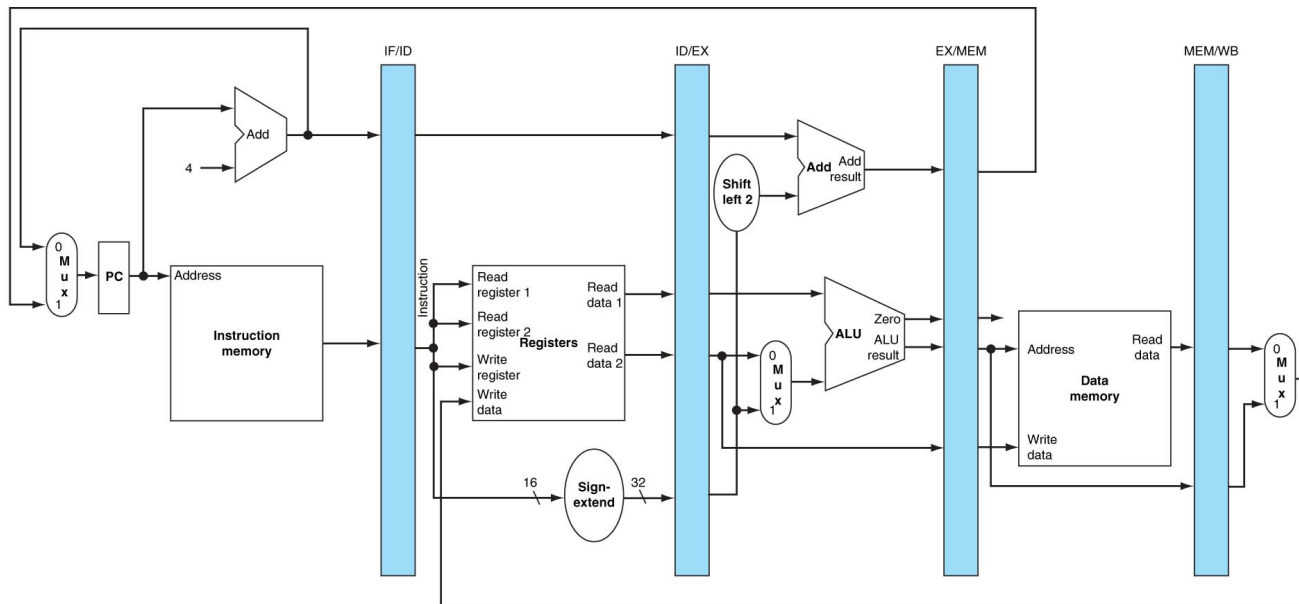 IF/ID
ID/EX
EX/MEM
MEM/WB
Add
4
Shift
left 2
Add
Add
result
0
M
u
x
1
PC
Address
Instruction
memory
Instruction
Read
register 1
Read
register 2
Write
register
Write
data
Registers
Read
data 1
Read
data 2
16
Sign-
extend
32
0
M
u
x
1
ALU
Zero
ALU
result
Address
Write
data
Data
memory
Read
data
0
M
u
x
1